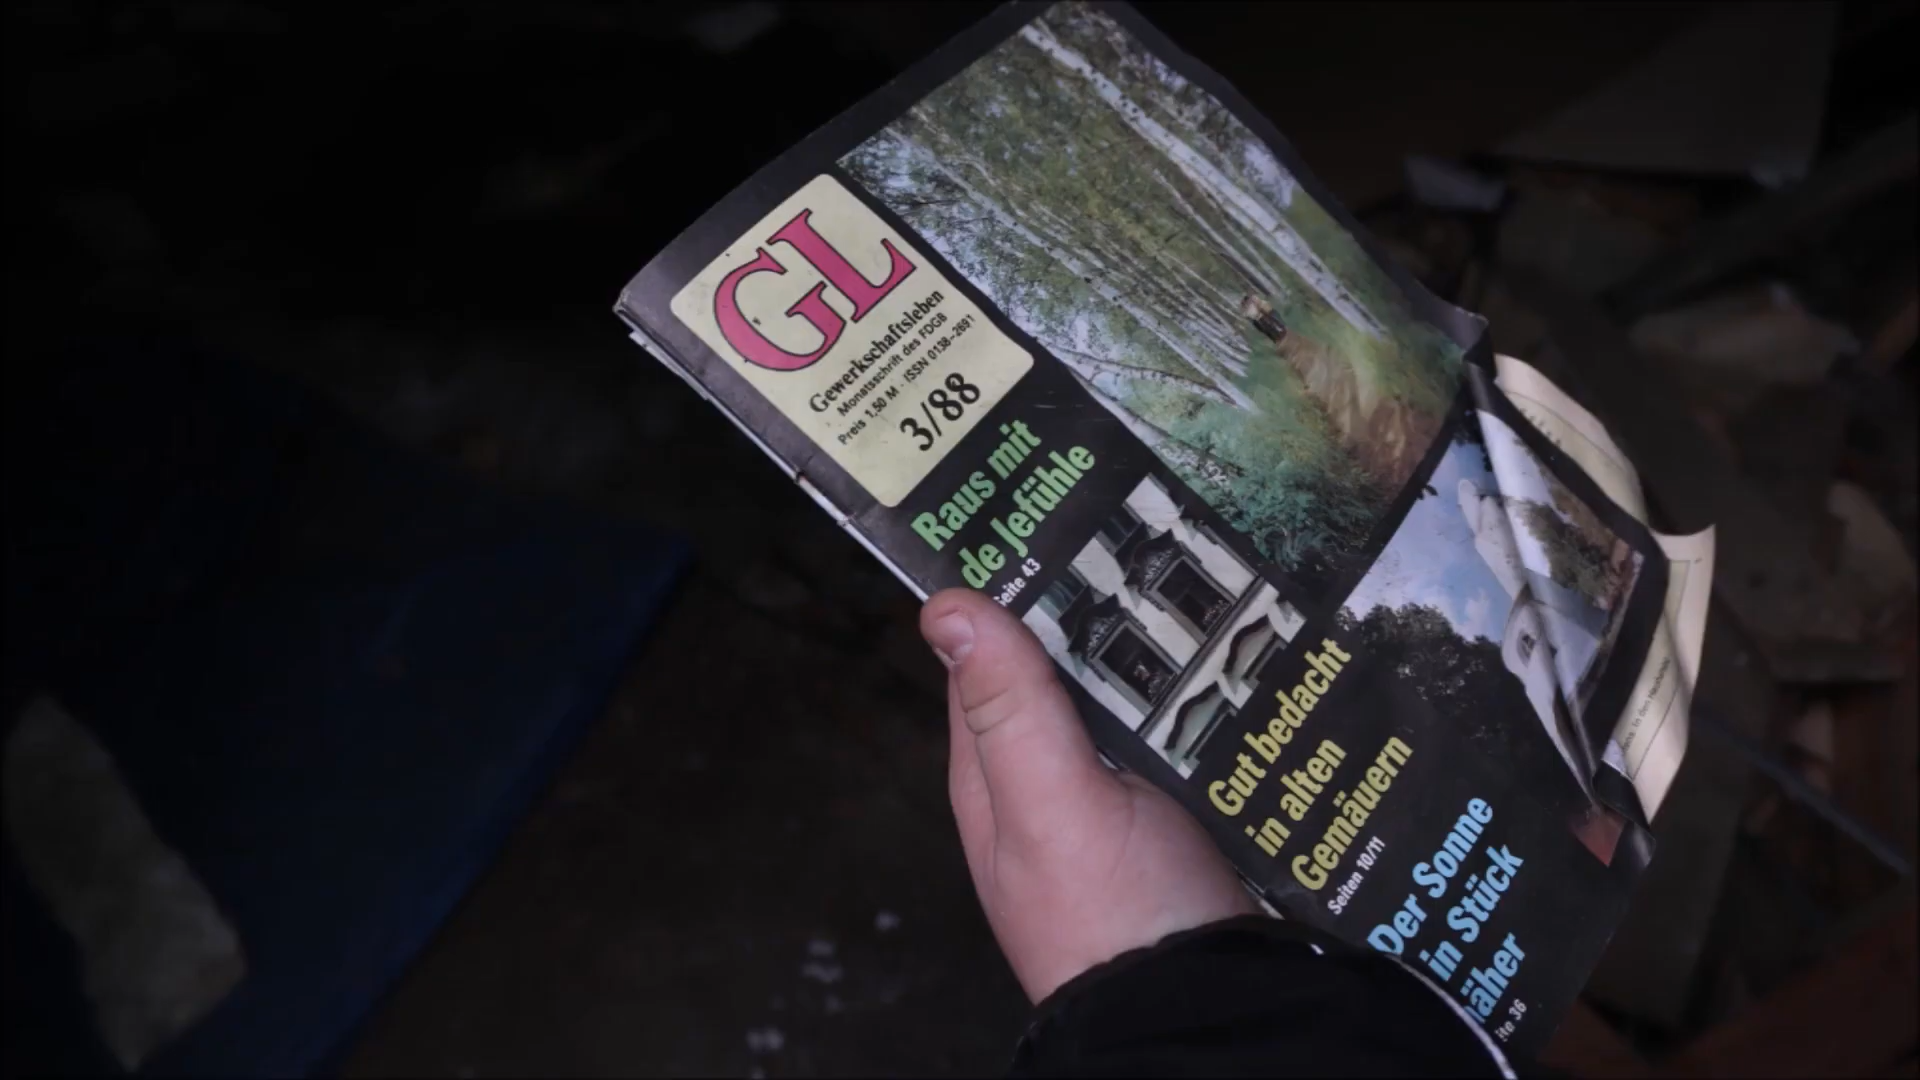 GL
Gewerkschaftsleben
Monatsschrift des FDGB
Preis 1,50 M - ISSN 0138-2691
3/88
Raus mit
de Jefühle
Seite 43
Gut bedacht
in alten
Gemäuern
Seiten 10/11
Der Sonne
in Stück
näher
ite 36